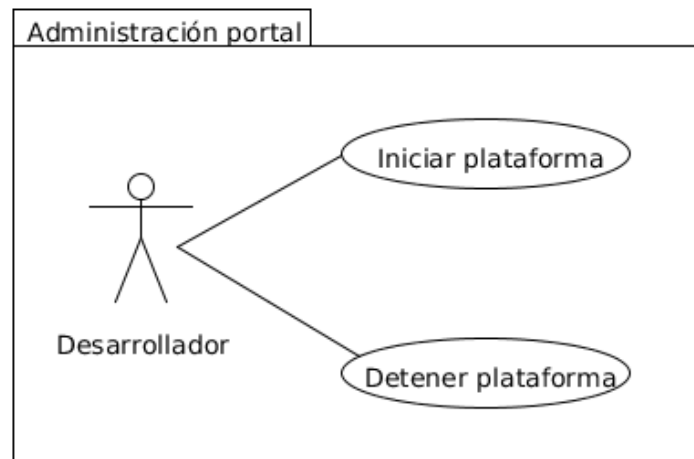 Administración portal
Iniciar plataforma
Desarrollador
Detener plataforma